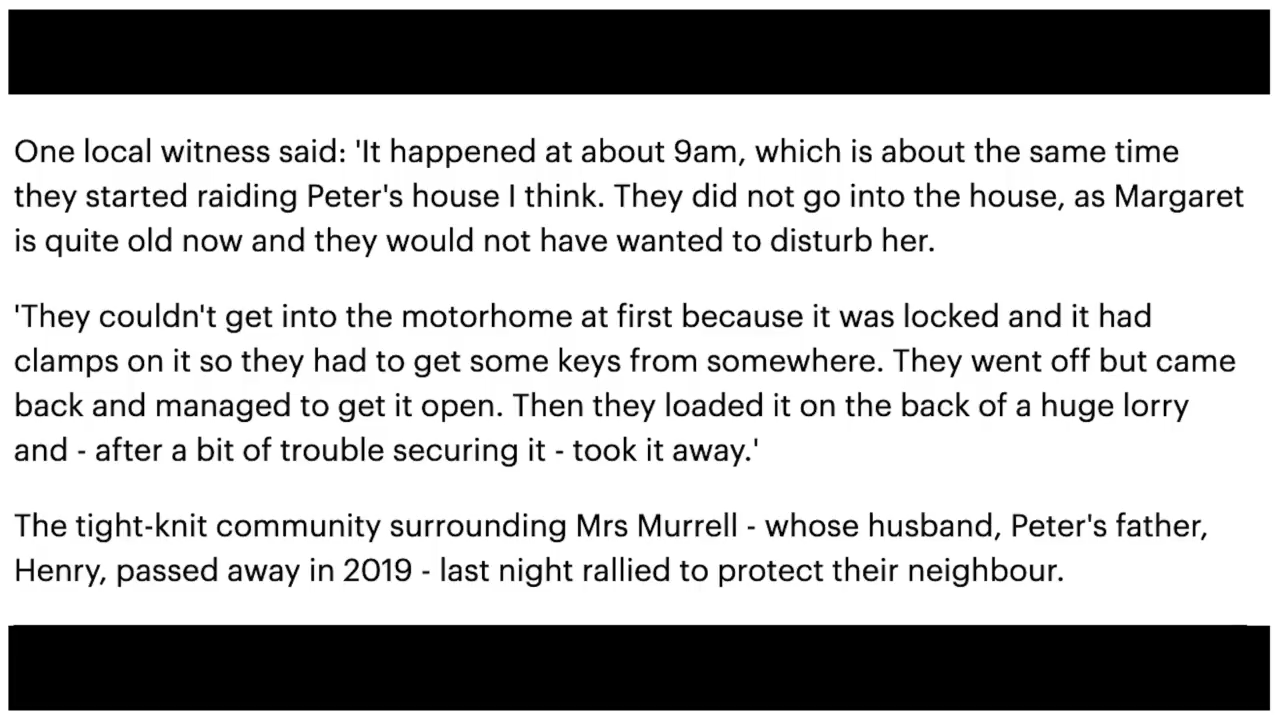 One local witness said: 'It happened at about 9am, which is about the same time
they started raiding Peter's house I think. They did not go into the house, as Margaret
is quite old now and they would not have wanted to disturb her.
'They couldn't get into the motorhome at first because it was locked and it had
clamps on it so they had to get some keys from somewhere. They went off but came
back and managed to get it open. Then they loaded it on the back of a huge lorry
and - after a bit of trouble securing it - took it away.'
The tight-knit community surrounding Mrs Murrell - whose husband, Peter's father,
Henry, passed away in 2019 - last night rallied to protect their neighbour.